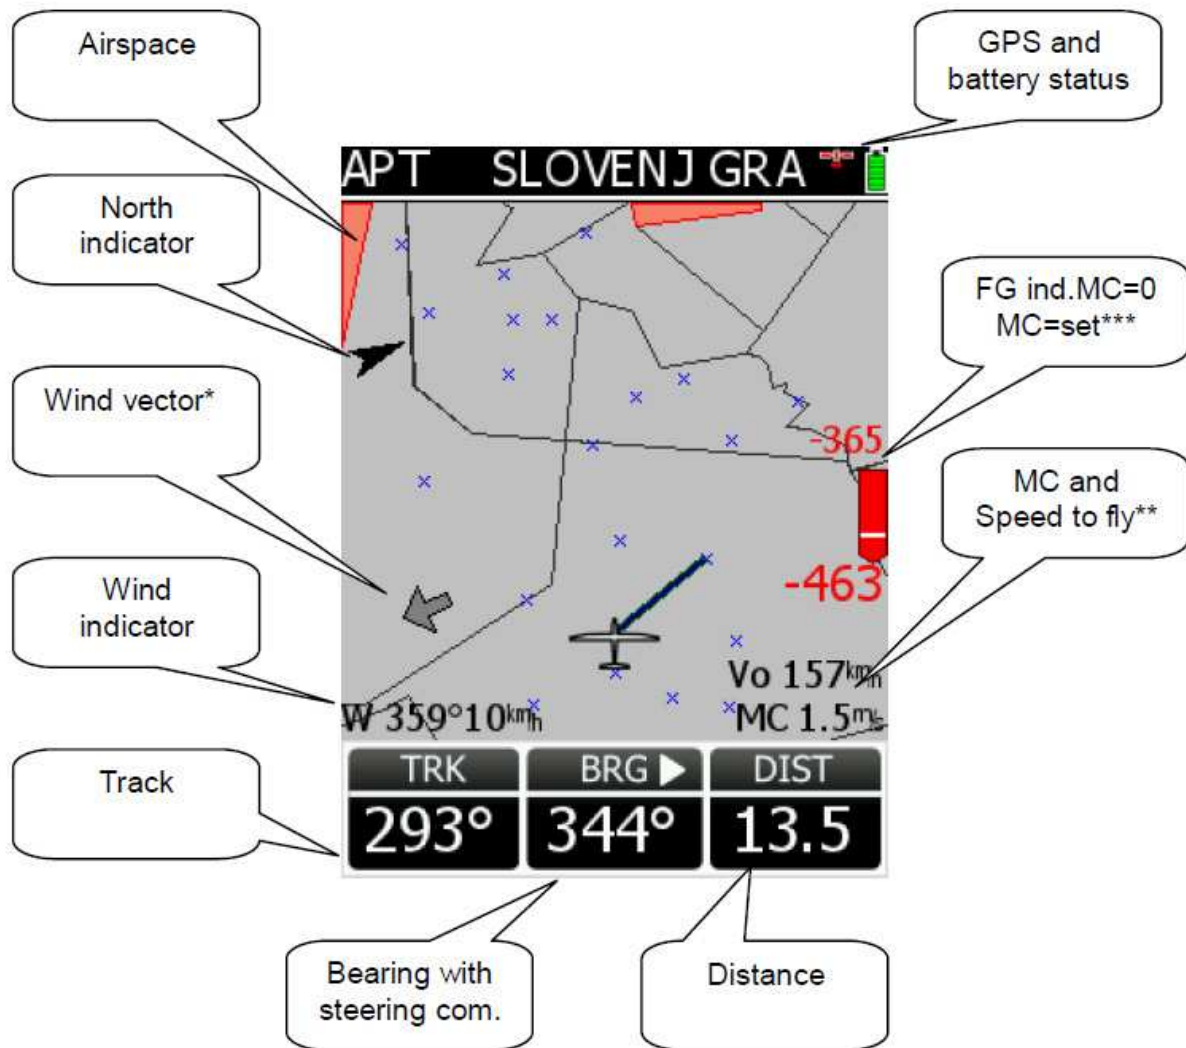 Airspace
GPS and
battery status
APT SLOVENJ GRA
North
indicator
FG ind.MC=0
MC=set***
Wind vector*
-365
MC and
Speed to fly**
-463
Wind
indicator
Vo 157km/h
W 359°10km/h
MC 1.5m/s
Track
TRK
BRG
DIST
293°
344°
13.5
Bearing with
steering com.
Distance